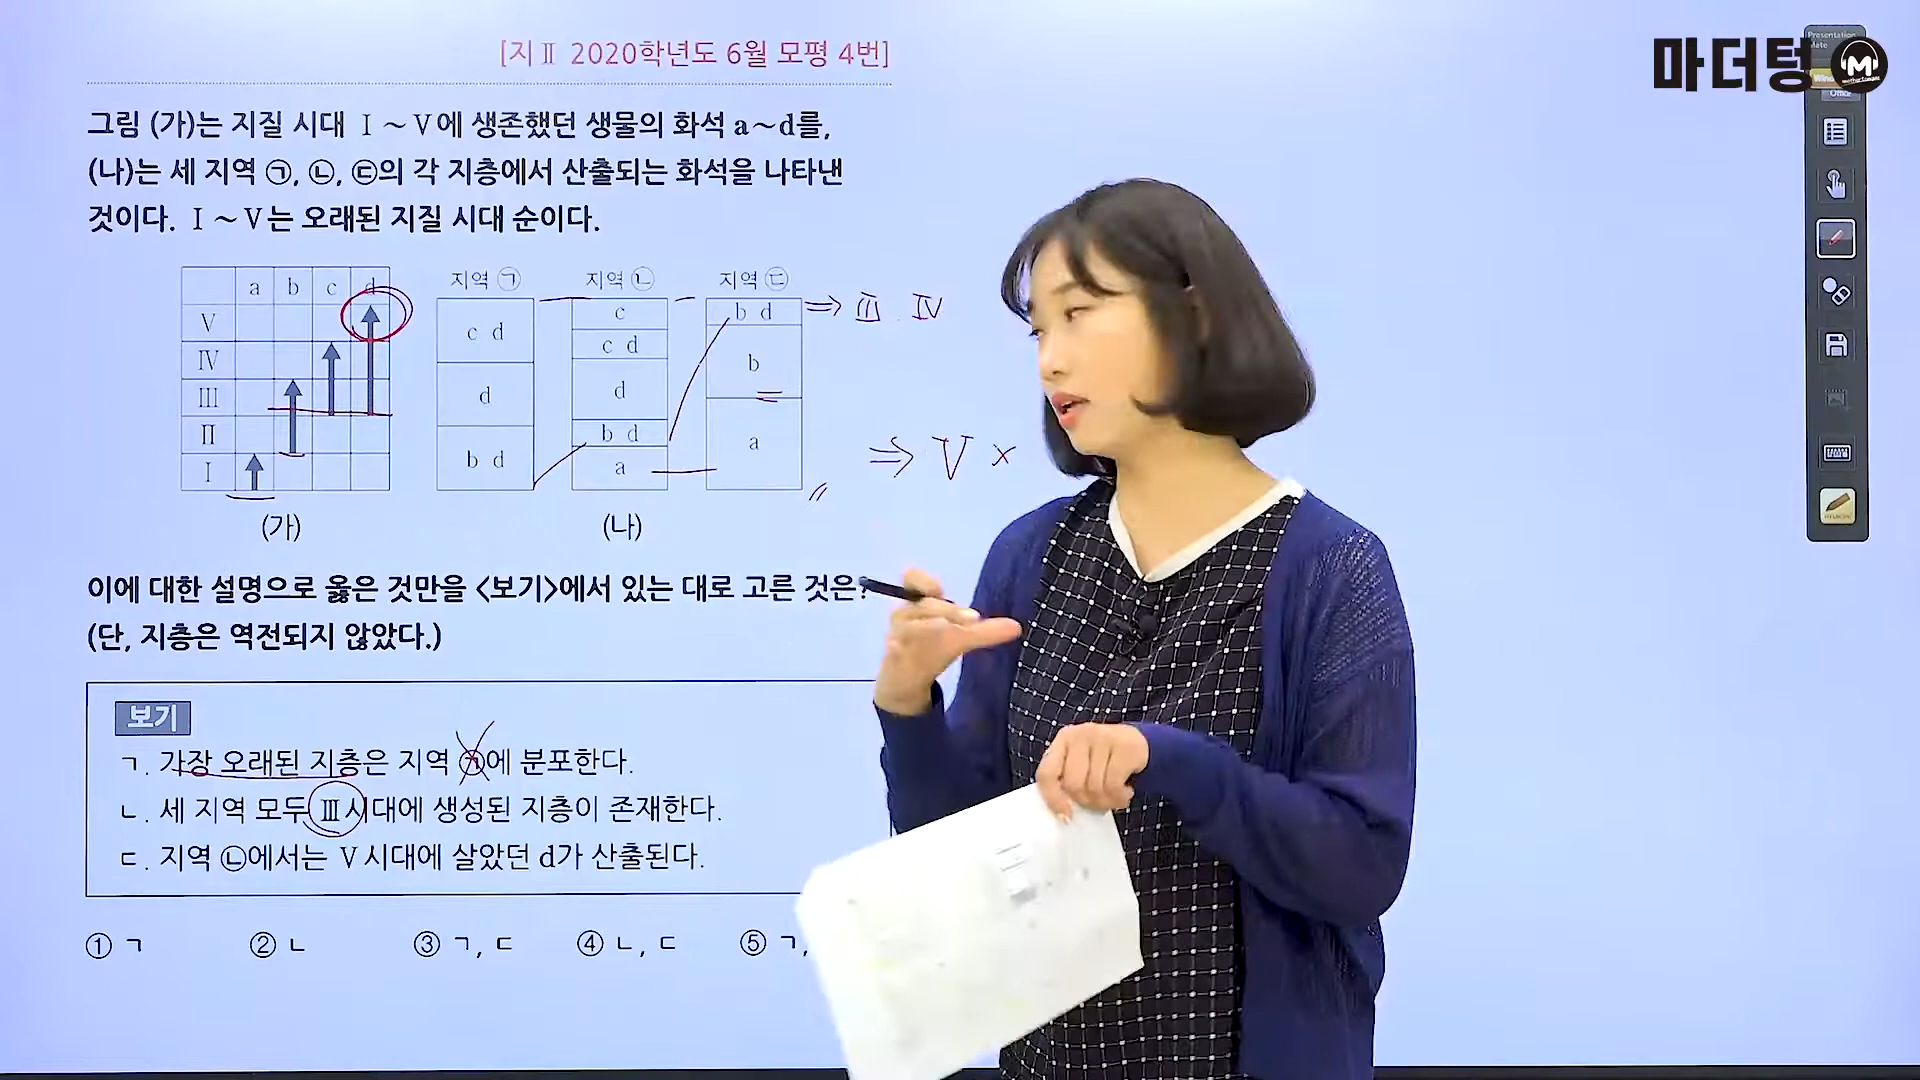 [지Ⅱ 2020학년도 6월 모평 4번]
마더텅
그림 (가)는 지질 시대 Ⅰ～Ⅴ에 생존했던 생물의 화석 a～d를,
(나)는 세 지역 ㉠, ㉡, ㉢의 각 지층에서 산출되는 화석을 나타낸
것이다. Ⅰ～Ⅴ는 오래된 지질 시대 순이다.
a b c d
Ⅴ
Ⅳ
Ⅲ
Ⅱ
Ⅰ
(가)
지역 ㉠
c d
d
b d
지역 ㉡
c
c d
d
b d
a
지역 ㉢
b d
b
a
(나)
⇒ Ⅲ. Ⅳ
⇒ Ⅴ ×
이에 대한 설명으로 옳은 것만을 <보기>에서 있는 대로 고른 것은?
(단, 지층은 역전되지 않았다.)
보기
ㄱ. 가장 오래된 지층은 지역 ㉠에 분포한다.
ㄴ. 세 지역 모두 Ⅲ시대에 생성된 지층이 존재한다.
ㄷ. 지역 ㉡에서는 Ⅴ시대에 살았던 d가 산출된다.
① ㄱ ② ㄴ ③ ㄱ, ㄷ ④ ㄴ, ㄷ ⑤ ㄱ,